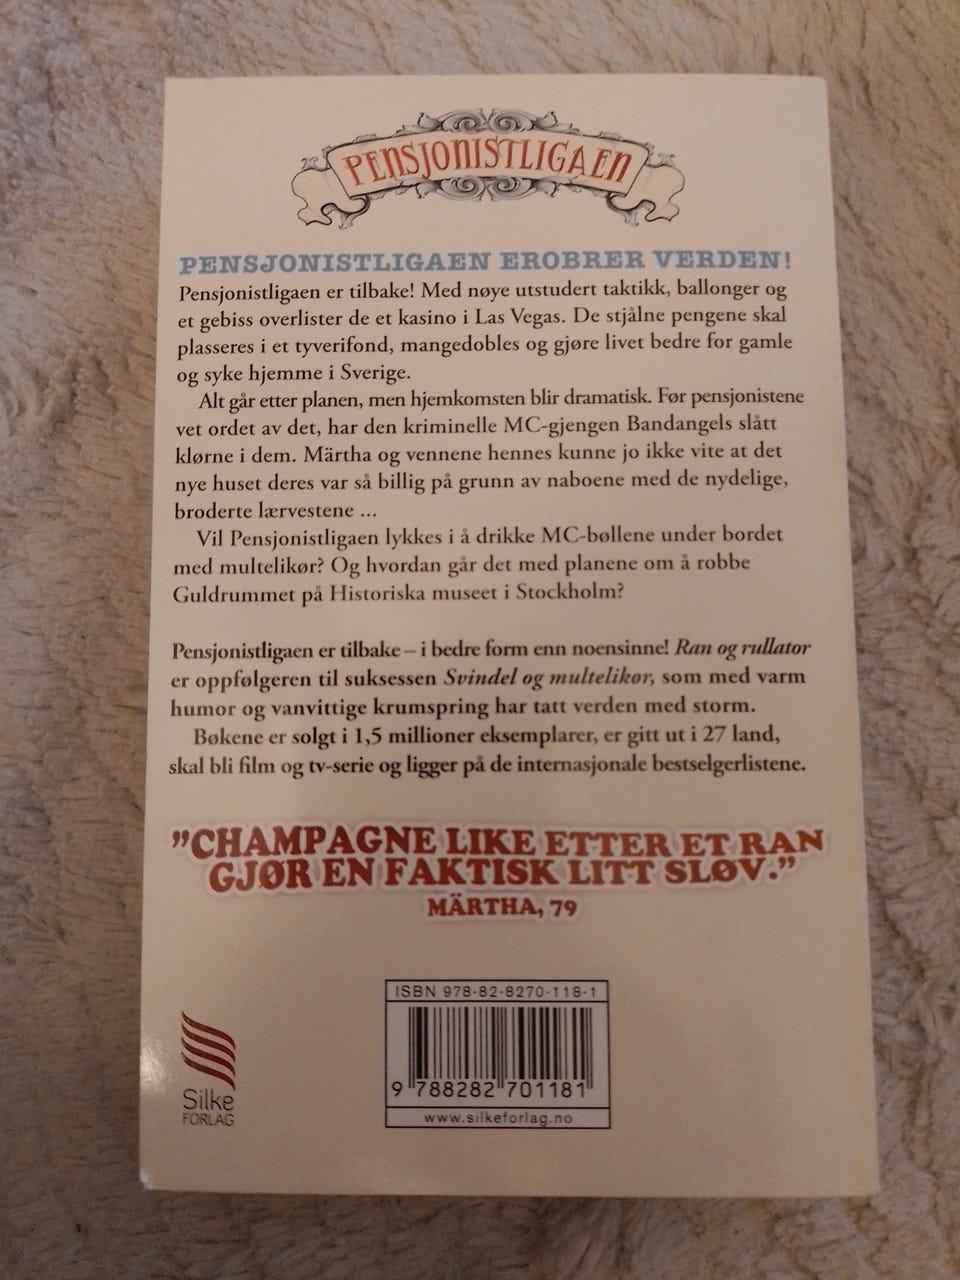 PENSJONISTLIGAEN
PENSJONISTLIGAEN EROBRER VERDEN!
Pensjonistligaen er tilbake! Med nøye utstudert taktikk, ballonger og
et gebiss overlister de et kasino i Las Vegas. De stjålne pengene skal
plasseres i et tyverifond, mangedobles og gjøre livet bedre for gamle
og syke hjemme i Sverige.
Alt går etter planen, men hjemkomsten blir dramatisk. Før pensjonistene
vet ordet av det, har den kriminelle MC-gjengen Bandangels slått
klørne i dem. Märtha og vennene hennes kunne jo ikke vite at det
nye huset deres var så billig på grunn av naboene med de nydelige,
broderte lærvestene ...
Vil Pensjonistligaen lykkes i å drikke MC-bøllene under bordet
med multelikør? Og hvordan går det med planene om å robbe
Guldrummet på Historiska museet i Stockholm?
Pensjonistligaen er tilbake – i bedre form enn noensinne! Ran og rullator
er oppfølgeren til suksessen Svindel og multelikør, som med varm
humor og vanvittige krumspring har tatt verden med storm.
Bøkene er solgt i 1,5 millioner eksemplarer, er gitt ut i 27 land,
skal bli film og tv-serie og ligger på de internasjonale bestselgerlistene.
”CHAMPAGNE LIKE ETTER ET RAN
GJØR EN FAKTISK LITT SLØV.”
MÄRTHA, 79
ISBN 978-82-8270-118-1
9 788282 701181
www.silkeforlag.no
Silke
FORLAG